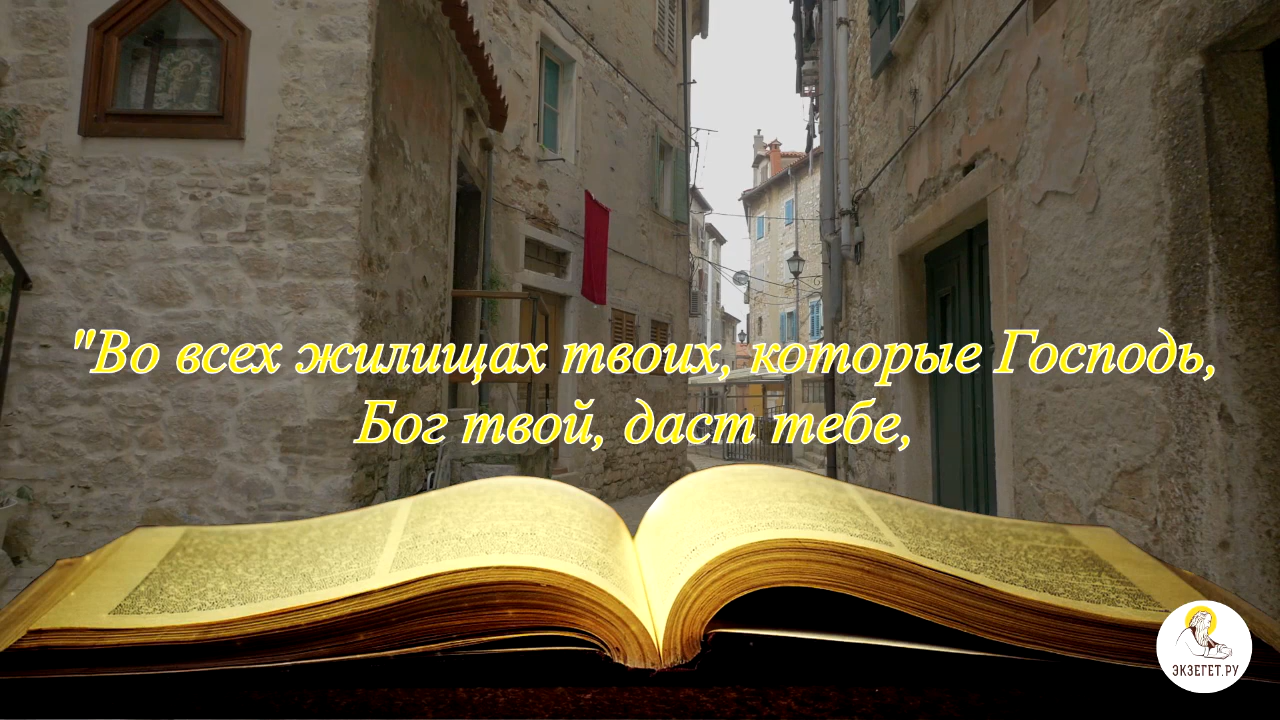 "Во всех жилищах твоих, которые Господь,
Бог твой, даст тебе,
ЭКЗЕГЕТ.РУ